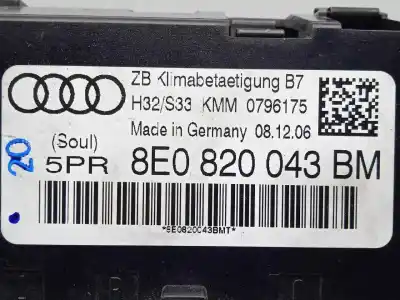 ZB Klimabetaetigung B7
H32/S33 KMM 0796175
Made in Germany 08.12.06
20
(Soul)
5PR 8E0 820 043 BM
*8E0820043BMT*